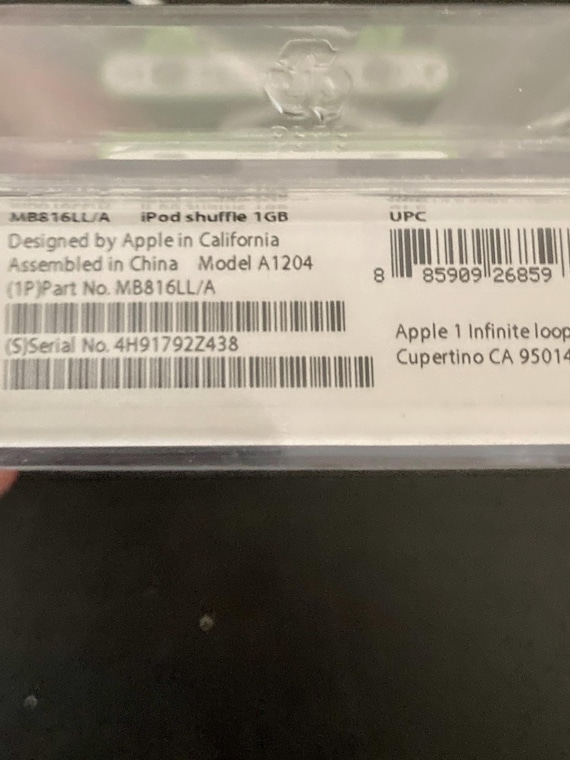 MB816LL/A iPod shuffle 1GB
Designed by Apple in California
Assembled in China Model A1204
(1P)Part No. MB816LL/A
(S)Serial No. 4H91792Z438
UPC
8 85909 26859
Apple 1 Infinite loop
Cupertino CA 95014